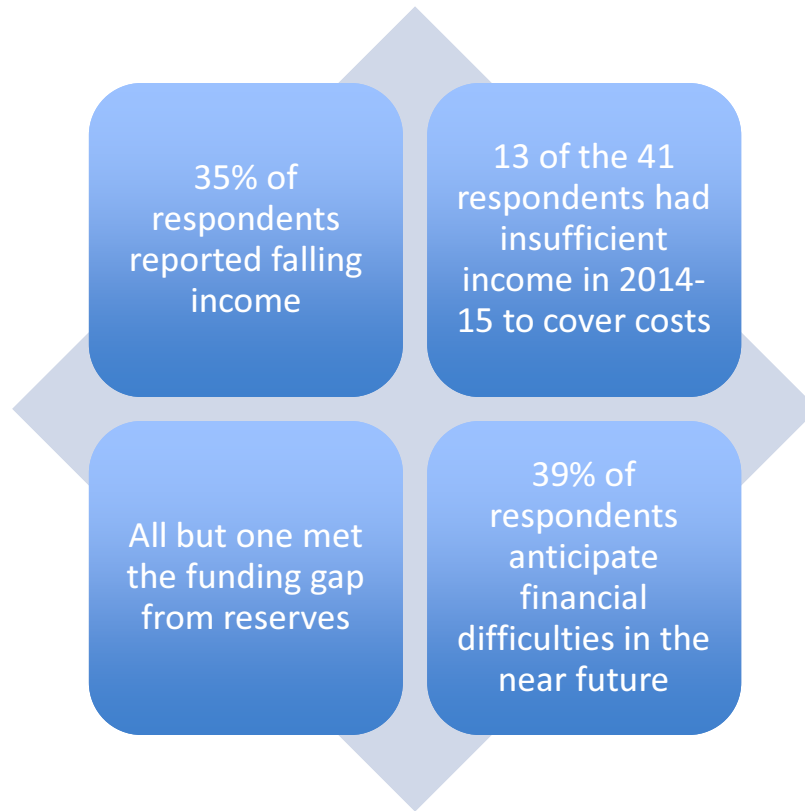 35% of
respondents
reported falling
income
13 of the 41
respondents had
insufficient
income in 2014-
15 to cover costs
All but one met
the funding gap
from reserves
39% of
respondents
anticipate
financial
difficulties in the
near future